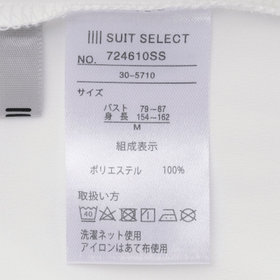 SUIT SELECT
NO. 724610SS
30-5710
サイズ
バスト 79~87
身長 154~162
M
組成表示
ポリエステル 100%
取扱い方
40
洗濯ネット使用
アイロンはあて布使用